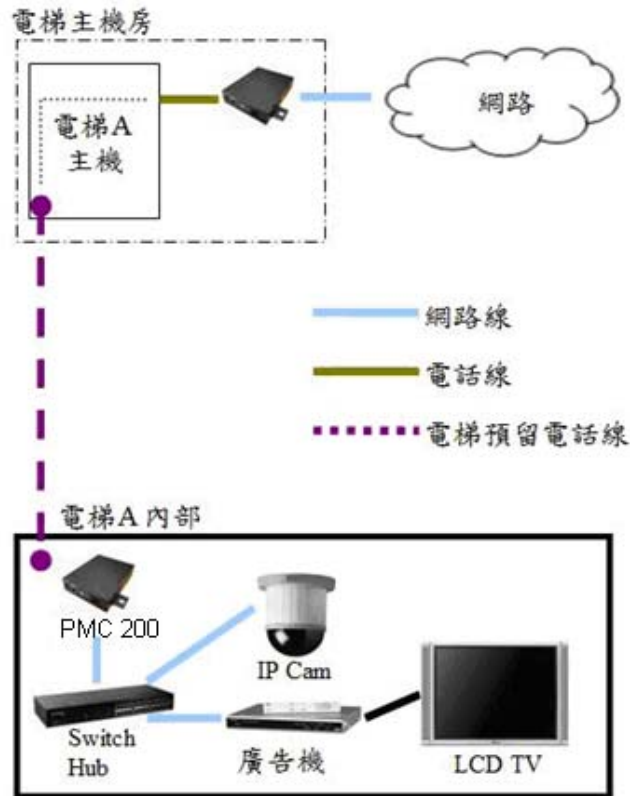 電梯主機房
電梯A
主機
網路
網路線
電話線
電梯預留電話線
電梯A 內部
PMC 200
IP Cam
Switch
Hub
廣告機
LCD TV